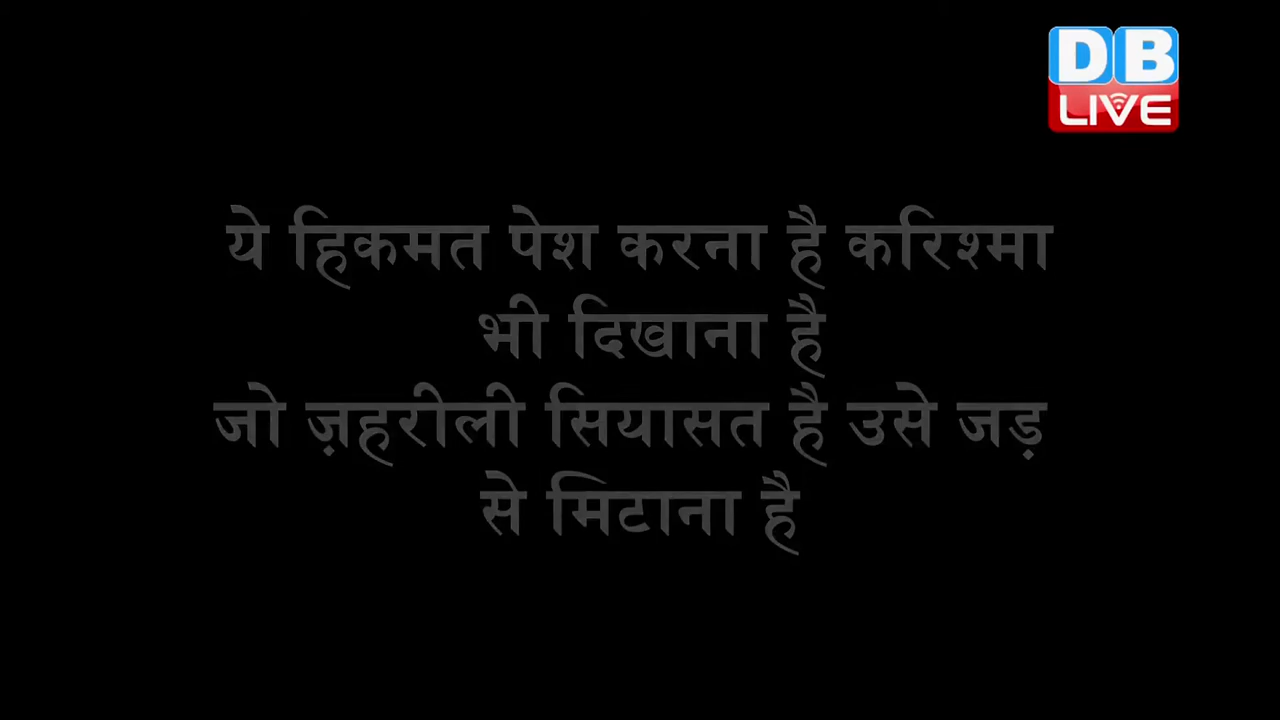 DB
LIVE
ये हिकमत पेश करना है करिश्मा
भी दिखाना है
जो ज़हरीली सियासत है उसे जड़
से मिटाना है